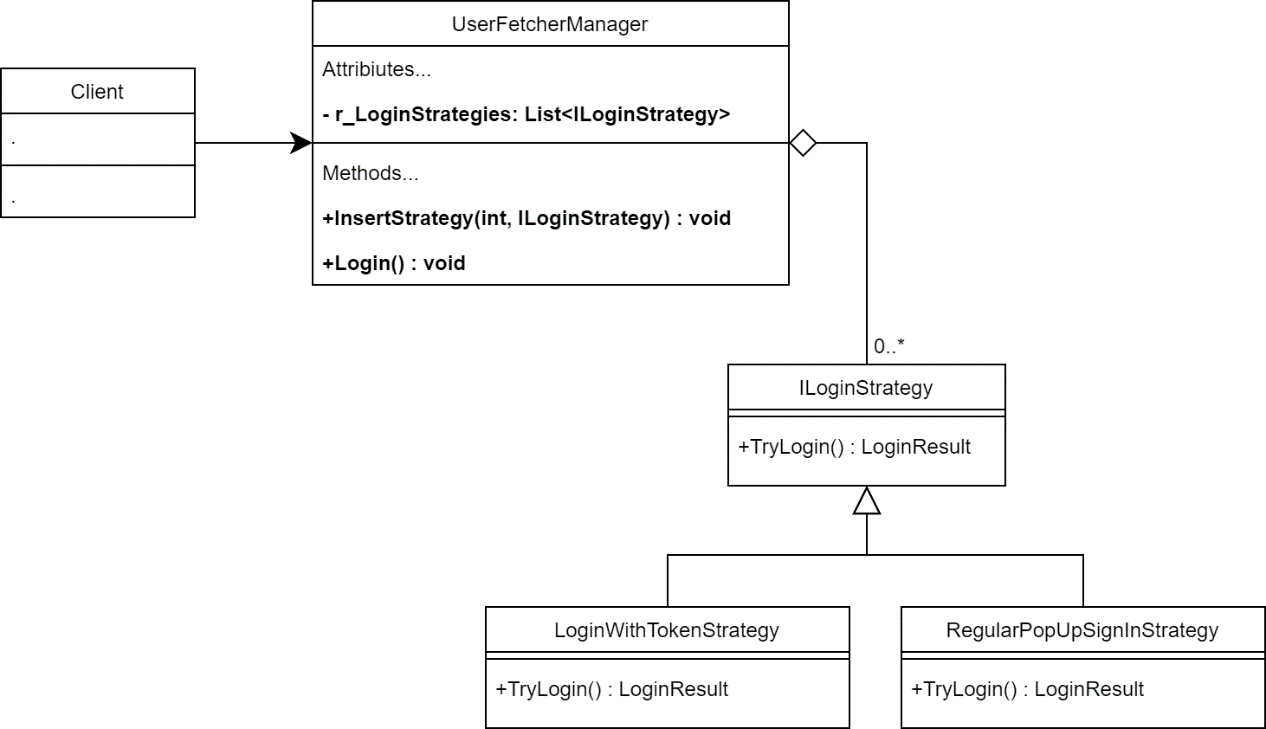 UserFetcherManager
Attribiutes...
- r_LoginStrategies: List<ILoginStrategy>
Methods...
+InsertStrategy(int, ILoginStrategy) : void
+Login() : void
Client
.
.
0..*
ILoginStrategy
+TryLogin() : LoginResult
LoginWithTokenStrategy
+TryLogin() : LoginResult
RegularPopUpSignInStrategy
+TryLogin() : LoginResult